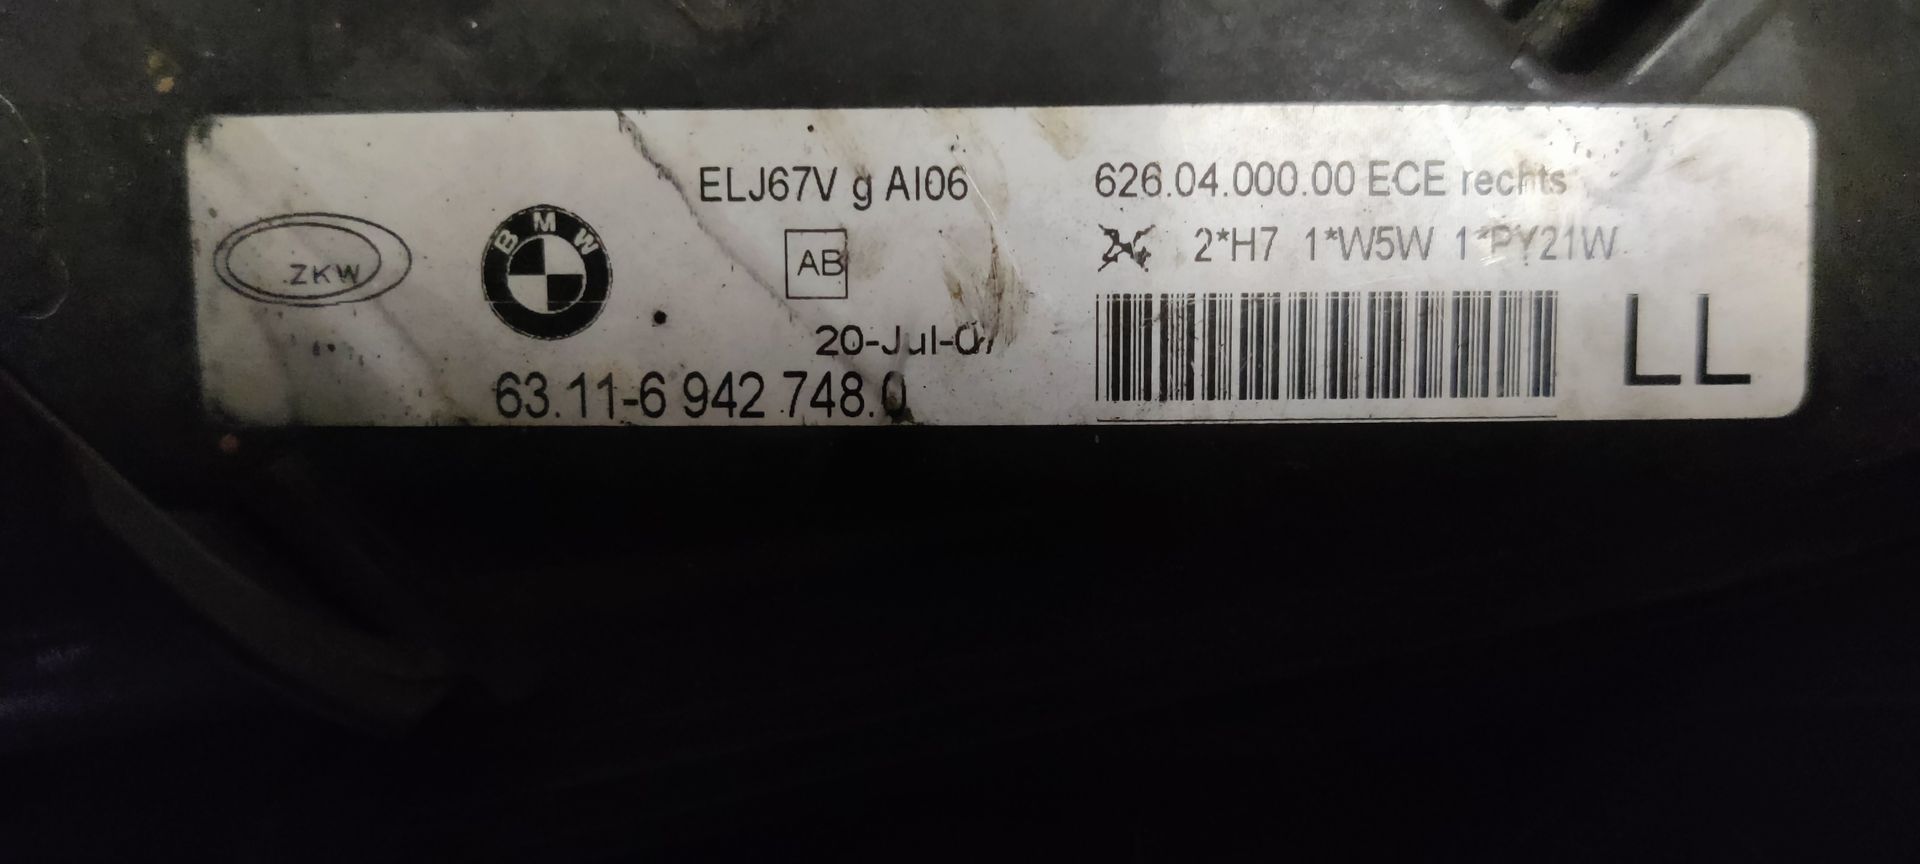 ELJ67V g AI06
626.04.000.00 ECE rechts
2*H7 1*W5W 1*PY21W
ZKW
BMW
AB
20-Jul-07
LL
63.11-6 942 748.0